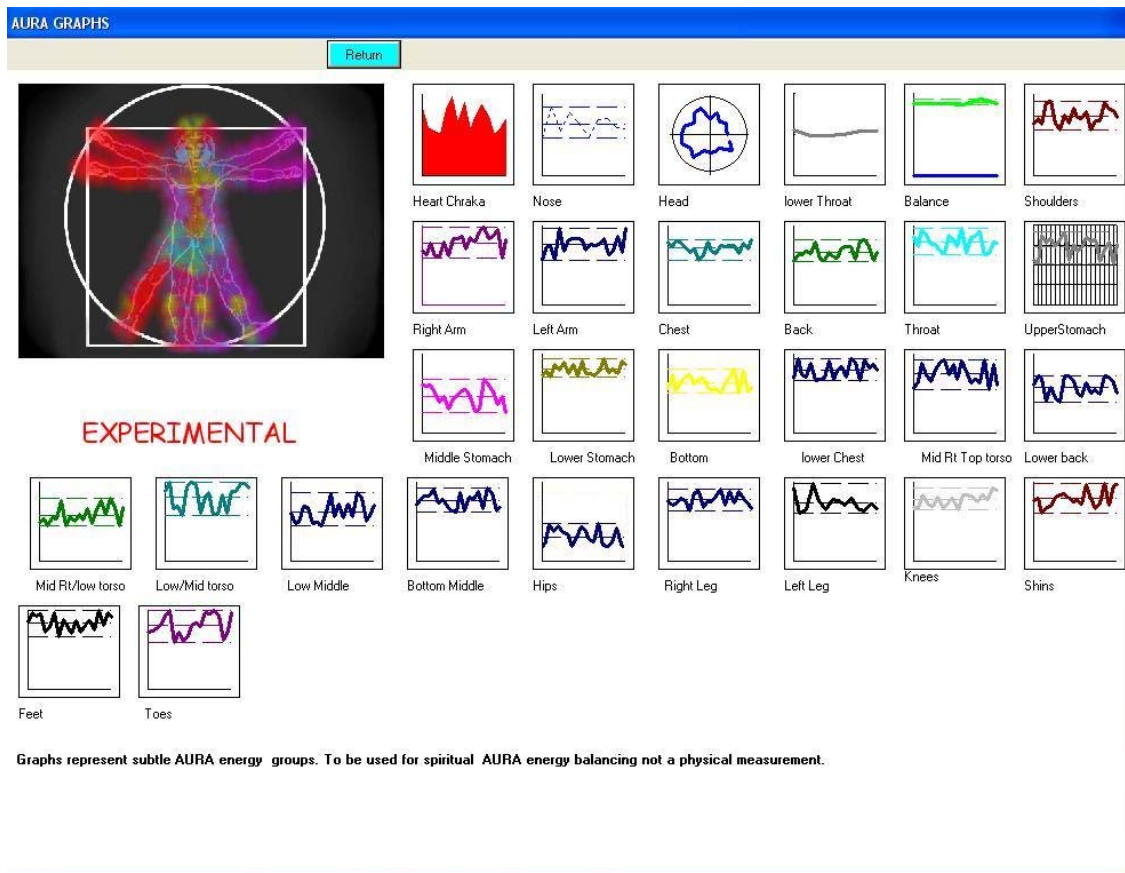 AURA GRAPHS
Return
Heart Chraka
Nose
Head
lower Throat
Balance
Shoulders
Right Arm
Left Arm
Chest
Back
Throat
UpperStomach
EXPERIMENTAL
Middle Stomach
Lower Stomach
Bottom
lower Chest
Mid Rt Top torso
Lower back
Mid Rt/low torso
Low/Mid torso
Low Middle
Bottom Middle
Hips
Right Leg
Left Leg
Knees
Shins
Feet
Toes
Graphs represent subtle AURA energy groups. To be used for spiritual AURA energy balancing not a physical measurement.